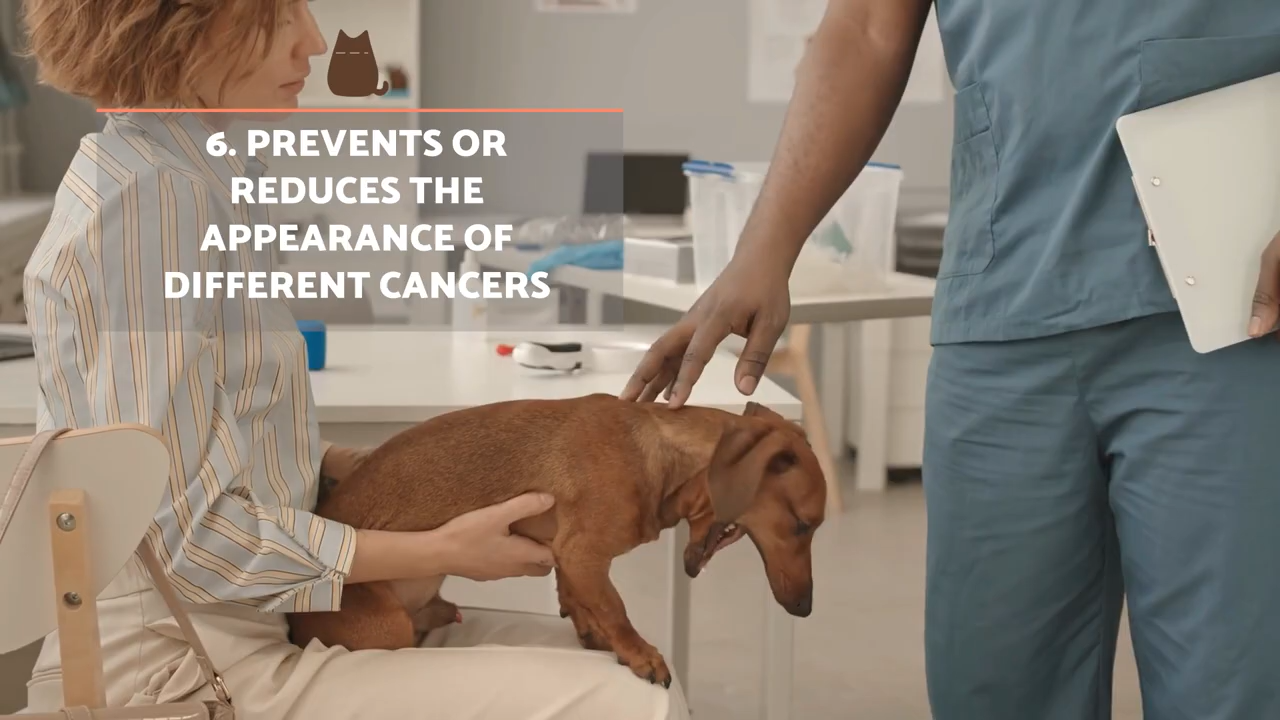 6. PREVENTS OR
REDUCES THE
APPEARANCE OF
DIFFERENT CANCERS